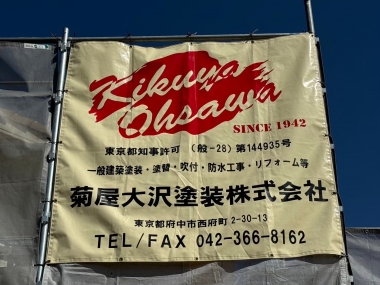 Kikuya
Ohsawa
SINCE 1942
東京都知事許可 (般-28) 第144935号
一般建築塗装・塗替・吹付・防水工事・リフォーム等
菊屋大沢塗装株式会社
東京都府中市西府町 2-30-13
TEL/FAX 042-366-8162